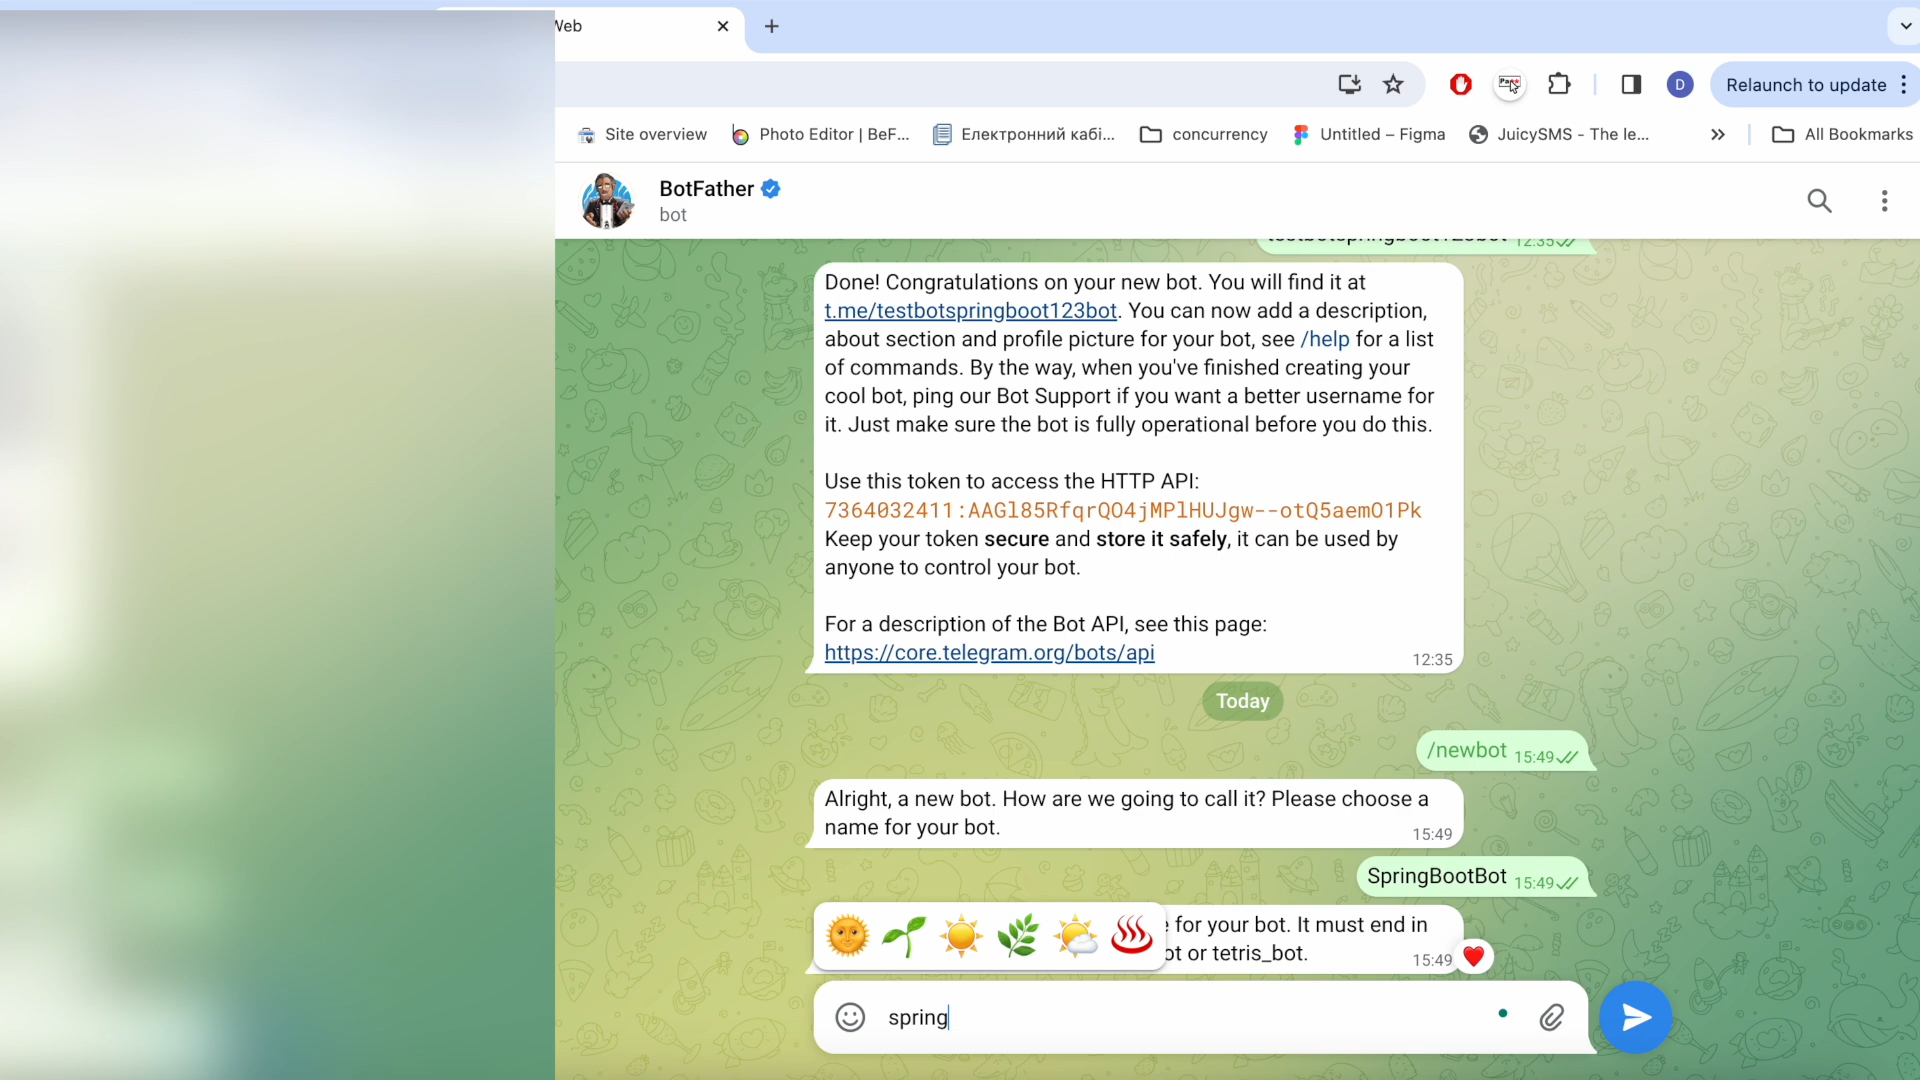 Web
D
Relaunch to update
Site overview
Photo Editor | BeF...
Електронний кабі...
concurrency
Untitled – Figma
JuicySMS - The le...
All Bookmarks
BotFather
bot
testbotspringboot123bot 12:35
Done! Congratulations on your new bot. You will find it at
t.me/testbotspringboot123bot. You can now add a description,
about section and profile picture for your bot, see /help for a list
of commands. By the way, when you've finished creating your
cool bot, ping our Bot Support if you want a better username for
it. Just make sure the bot is fully operational before you do this.
Use this token to access the HTTP API:
7364032411:AAGl85RfqrQO4jMPlHUJgw--otQ5aemO1Pk
Keep your token secure and store it safely, it can be used by
anyone to control your bot.
For a description of the Bot API, see this page:
https://core.telegram.org/bots/api
12:35
Today
/newbot 15:49
Alright, a new bot. How are we going to call it? Please choose a
name for your bot.
15:49
SpringBootBot 15:49
for your bot. It must end in
or tetris_bot.
15:49
spring